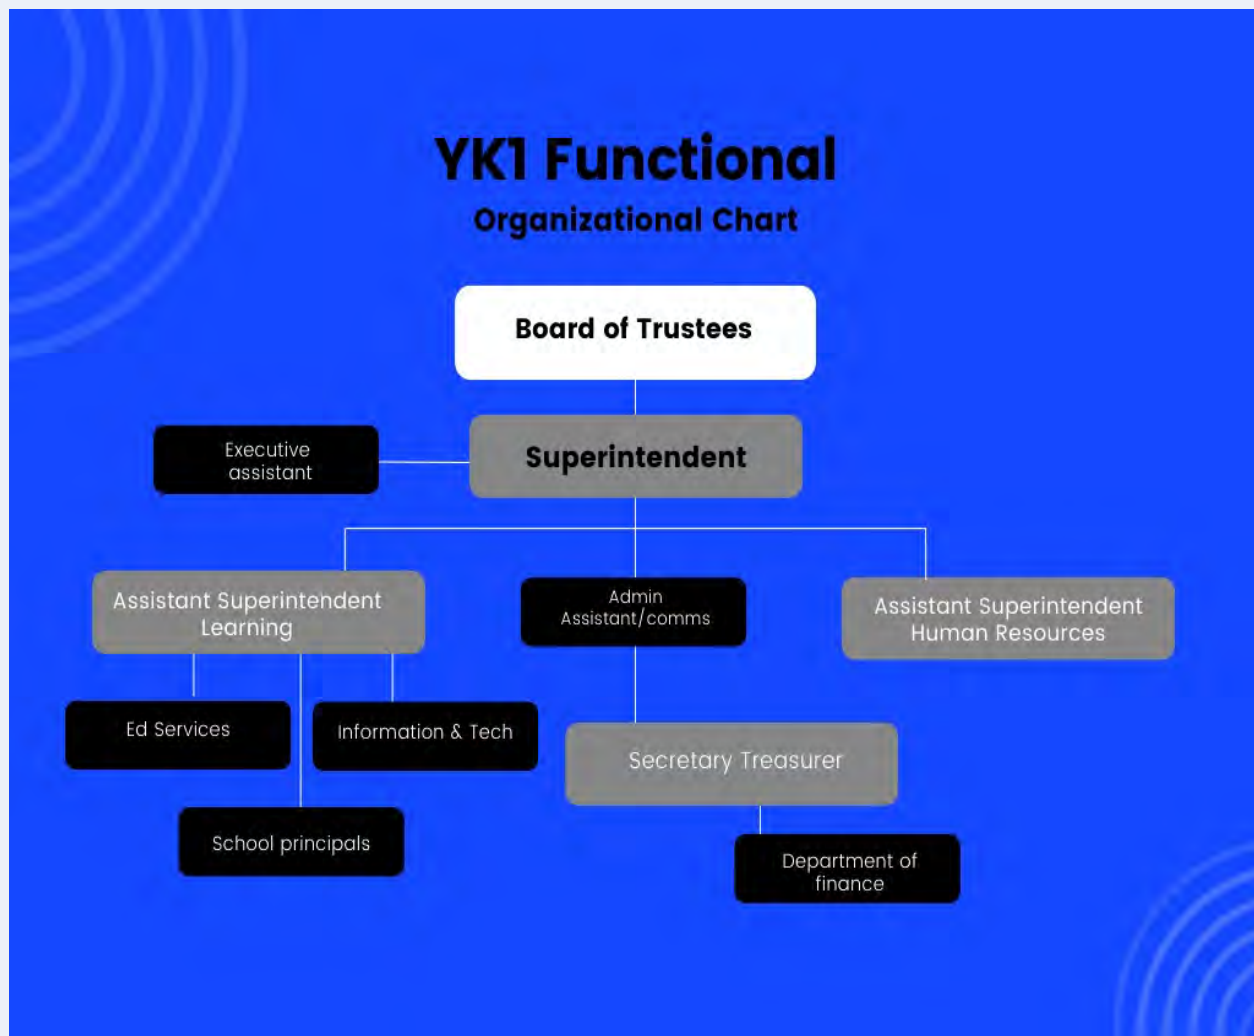 YK1 Functional
Organizational Chart
Board of Trustees
Executive
assistant
Superintendent
Assistant Superintendent
Learning
Admin
Assistant/comms
Assistant Superintendent
Human Resources
Ed Services
Information & Tech
Secretary Treasurer
School principals
Department of
finance